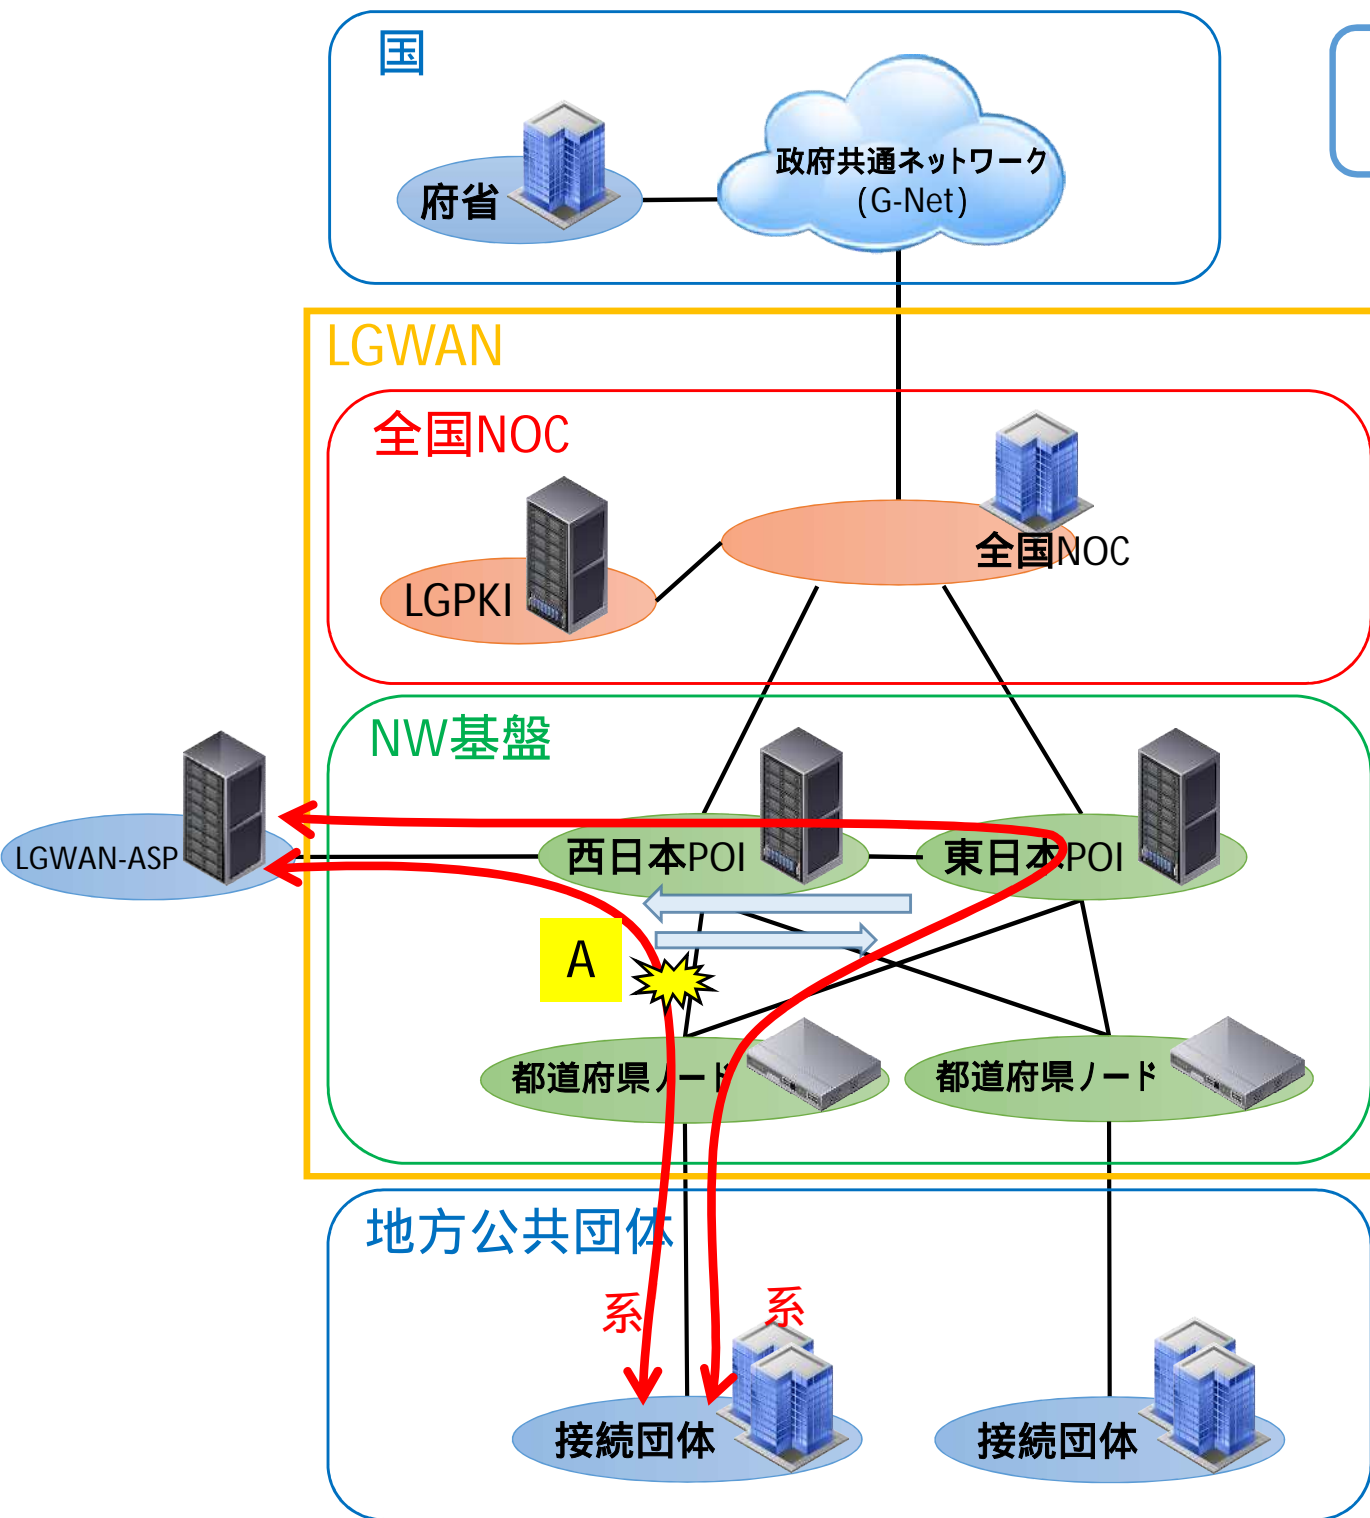 国
政府共通ネットワーク
(G-Net)
府省
LGWAN
全国NOC
全国NOC
LGPKI
NW基盤
LGWAN-ASP
西日本POI
東日本POI
A
都道府県ノード
都道府県ノード
地方公共団体
系
系
接続団体
接続団体